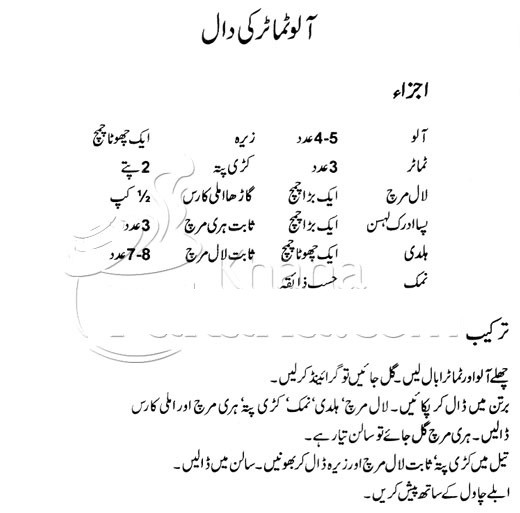 آلو ٹماٹر کی دال
اجزاء
آلو 4-5 عدد زیرہ ایک چھوٹا چمچ
ٹماٹر 3 عدد کڑی پتہ 2 پتے
لال مرچ ایک بڑا چمچ گاڑھا املی کا رس ½ کپ
پسا ادرک لہسن ایک بڑا چمچ ثابت ہری مرچ 3 عدد
ہلدی ایک چھوٹا چمچ ثابت لال مرچ 7-8 عدد
نمک حسب ذائقہ
Khana
Pakana.com
ترکیب
چھلے آلو اور ٹماٹر ابال لیں۔ گل جائیں تو گرائینڈ کرلیں۔
برتن میں ڈال کر پکائیں۔ لال مرچ‘ ہلدی‘ نمک‘ کڑی پتہ‘ ہری مرچ اور املی کا رس
ڈالیں۔ ہری مرچ گل جائے تو سالن تیار ہے۔
تیل میں کڑی پتہ‘ ثابت لال مرچ اور زیرہ ڈال کر بھونیں۔ سالن میں ڈالیں۔
ابلے چاول کے ساتھ پیش کریں۔